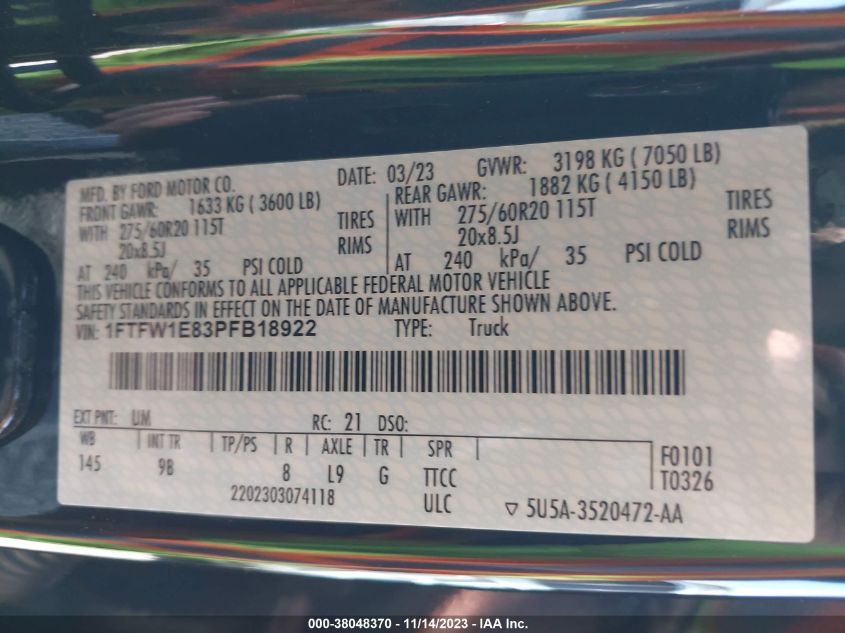 MFD. BY FORD MOTOR CO. DATE: 03/23 GVWR: 3198 KG ( 7050 LB)
FRONT GAWR: 1633 KG ( 3600 LB) REAR GAWR: 1882 KG ( 4150 LB)
WITH 275/60R20 115T TIRES WITH 275/60R20 115T TIRES
20x8.5J RIMS 20x8.5J RIMS
AT 240 kPa/ 35 PSI COLD AT 240 kPa/ 35 PSI COLD
THIS VEHICLE CONFORMS TO ALL APPLICABLE FEDERAL MOTOR VEHICLE
SAFETY STANDARDS IN EFFECT ON THE DATE OF MANUFACTURE SHOWN ABOVE.
VIN: 1FTFW1E83PFB18922 TYPE: Truck
EXT PNT: UM RC: 21 DSO:
WB INT TR TP/PS R AXLE TR SPR F0101
145 9B 8 L9 G TTCC T0326
2202303074118 ULC ▽ 5U5A-3520472-AA
000-38048370 - 11/14/2023 - IAA Inc.